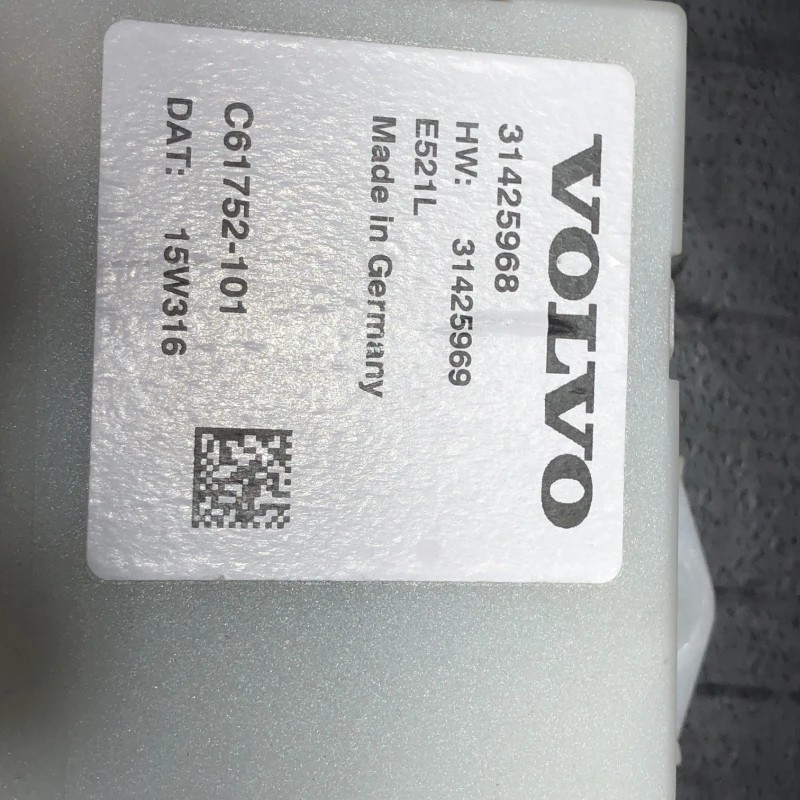 VOLVO
31425968
HW: 31425969
E521L
Made in Germany
C61752-101
DAT: 15W316